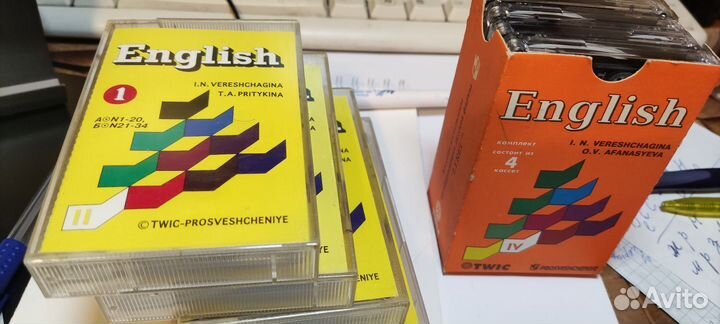 English
1
I.N. VERESHCHAGINA
T.A. PRITYKINA
А⊙N1-20,
Б⊙N21-34
II
© TWIC-PROSVESHCHENIYE
English
комплект
состоит из
4
кассет
I. N. VERESHCHAGINA
O.V. AFANASYEVA
IV
©TWIC
PROSVESHCHENIYE
Avito